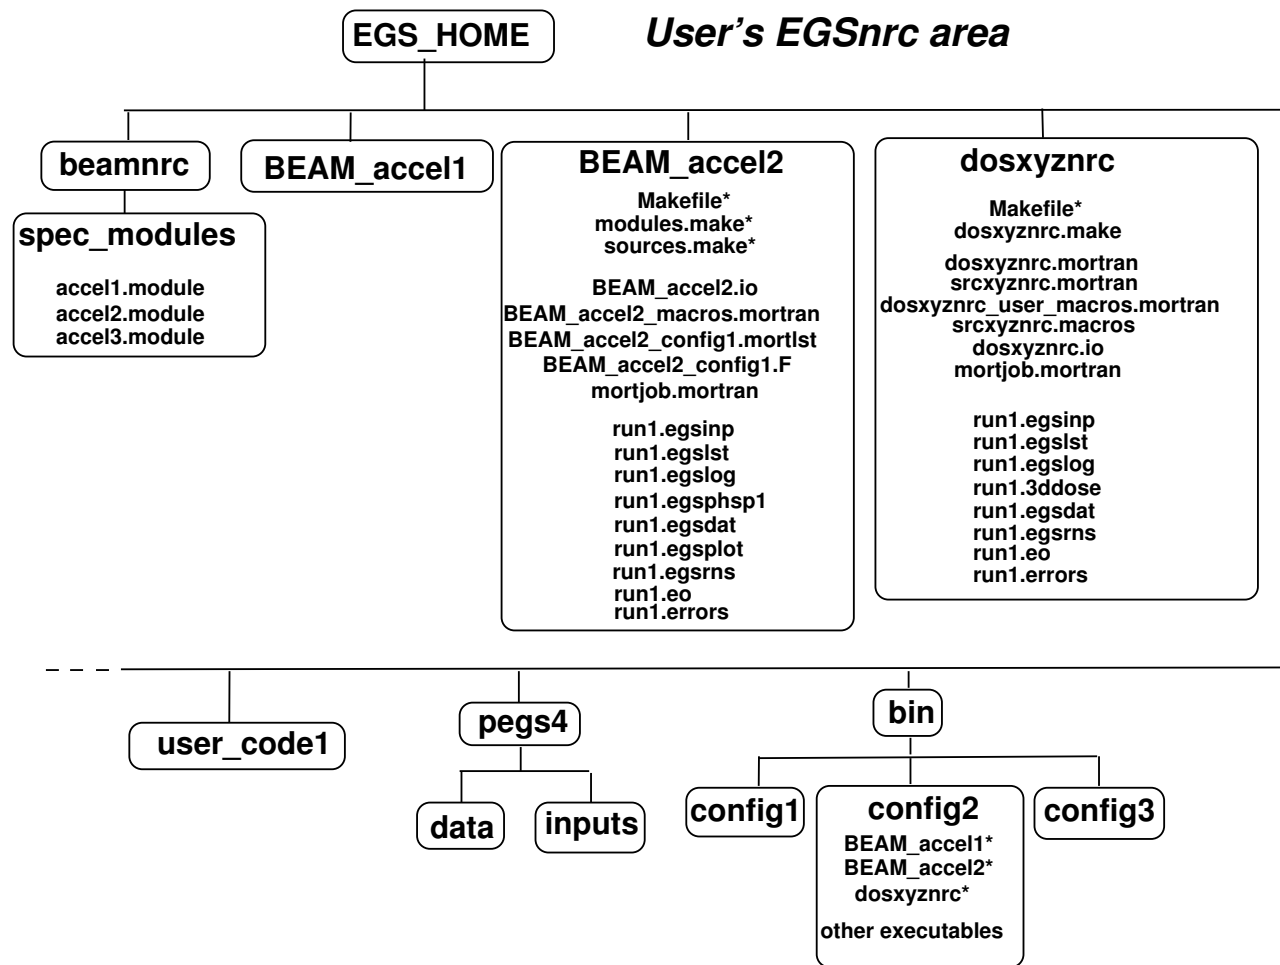 EGS_HOME
User's EGSnrc area
beamnrc
spec_modules
accel1.module
accel2.module
accel3.module
BEAM_accel1
BEAM_accel2
Makefile*
modules.make*
sources.make*
BEAM_accel2.io
BEAM_accel2_macros.mortran
BEAM_accel2_config1.mortlst
BEAM_accel2_config1.F
mortjob.mortran
run1.egsinp
run1.egslst
run1.egslog
run1.egsphsp1
run1.egsdat
run1.egsplot
run1.egsrns
run1.eo
run1.errors
dosxyznrc
Makefile*
dosxyznrc.make
dosxyznrc.mortran
srcxyznrc.mortran
dosxyznrc_user_macros.mortran
srcxyznrc.macros
dosxyznrc.io
mortjob.mortran
run1.egsinp
run1.egslst
run1.egslog
run1.3ddose
run1.egsdat
run1.egsrns
run1.eo
run1.errors
user_code1
pegs4
data
inputs
bin
config1
config2
BEAM_accel1*
BEAM_accel2*
dosxyznrc*
other executables
config3